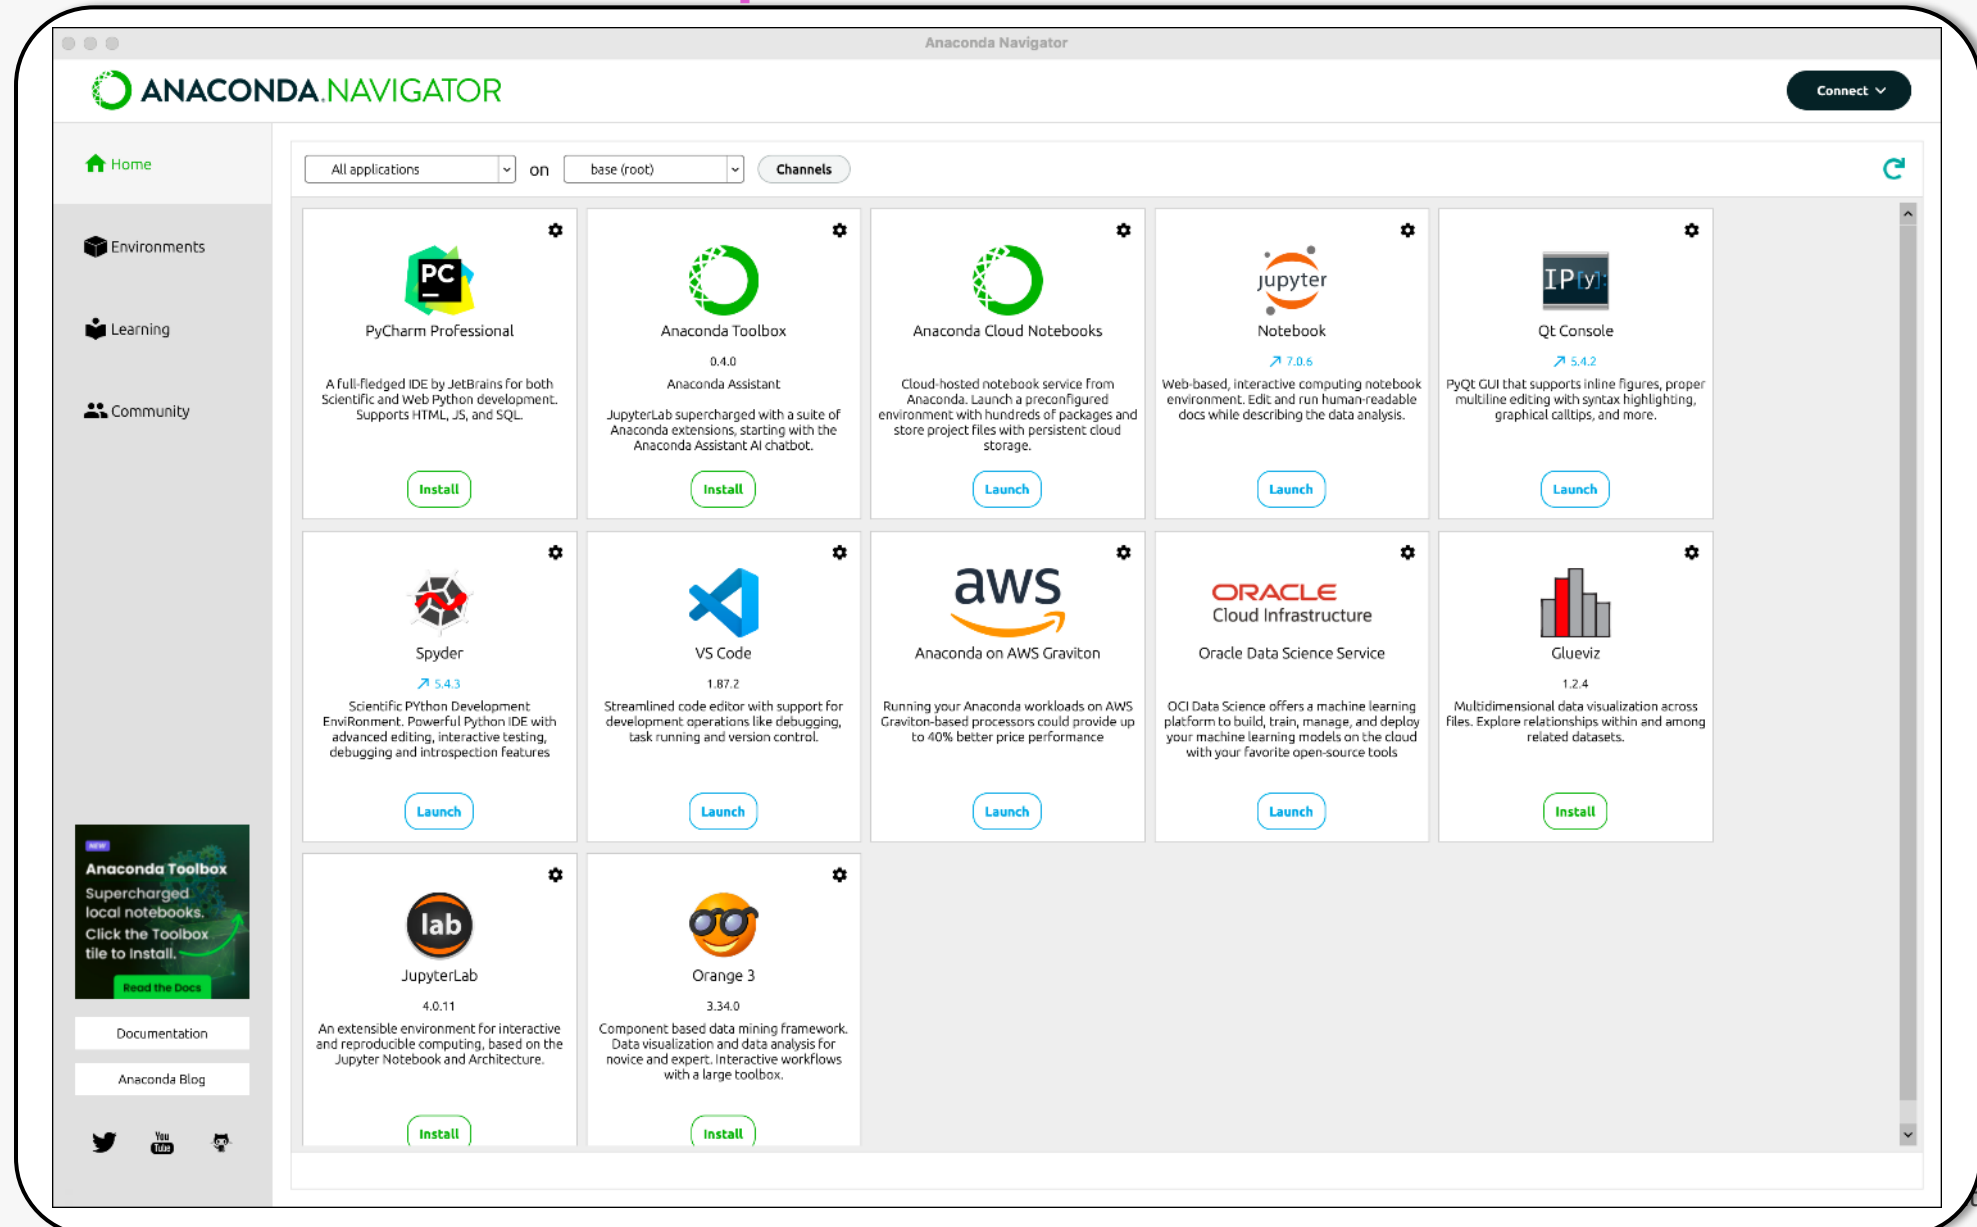 Anaconda Navigator
ANACONDA.NAVIGATOR
Connect
Home
Environments
Learning
Community
All applications on base (root) Channels
PC
PyCharm Professional
A full-fledged IDE by JetBrains for both
Scientific and Web Python development.
Supports HTML, JS, and SQL.
Install
Anaconda Toolbox
0.4.0
Anaconda Assistant
JupyterLab supercharged with a suite of
Anaconda extensions, starting with the
Anaconda Assistant AI chatbot.
Install
Anaconda Cloud Notebooks
Cloud-hosted notebook service from
Anaconda. Launch a preconfigured
environment with hundreds of packages and
store project files with persistent cloud
storage.
Launch
jupyter
Notebook
7.0.6
Web-based, interactive computing notebook
environment. Edit and run human-readable
docs while describing the data analysis.
Launch
IP[y]:
Qt Console
5.4.2
PyQt GUI that supports inline figures, proper
multiline editing with syntax highlighting,
graphical calltips, and more.
Launch
Spyder
5.4.3
Scientific PYthon Development
EnviRonment. Powerful Python IDE with
advanced editing, interactive testing,
debugging and introspection features
Launch
VS Code
1.87.2
Streamlined code editor with support for
development operations like debugging,
task running and version control.
Launch
aws
Anaconda on AWS Graviton
Running your Anaconda workloads on AWS
Graviton-based processors could provide up
to 40% better price performance
Launch
ORACLE
Cloud Infrastructure
Oracle Data Science Service
OCI Data Science offers a machine learning
platform to build, train, manage, and deploy
your machine learning models on the cloud
with your favorite open-source tools
Launch
Glueviz
1.2.4
Multidimensional data visualization across
files. Explore relationships within and among
related datasets.
Install
lab
JupyterLab
4.0.11
An extensible environment for interactive
and reproducible computing, based on the
Jupyter Notebook and Architecture.
Install
Orange 3
3.34.0
Component based data mining framework.
Data visualization and data analysis for
novice and expert. Interactive workflows
with a large toolbox.
Install
NEW
Anaconda Toolbox
Supercharged
local notebooks.
Click the Toolbox
tile to Install.
Read the Docs
Documentation
Anaconda Blog
You
Tube